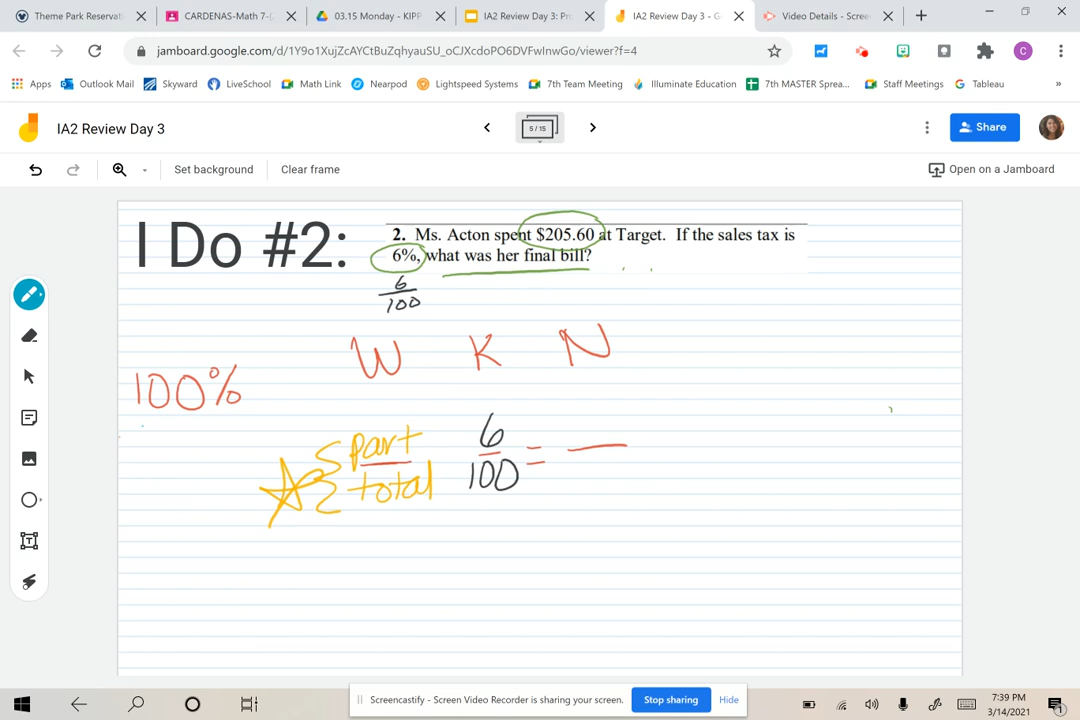 Theme Park Reservati
CARDENAS-Math 7-(
03.15 Monday - KIPP
IA2 Review Day 3: Pr
IA2 Review Day 3 - G
Video Details - Scree
jamboard.google.com/d/1Y9o1XujZcAYCtBuZqhyauSU_oCJXcdoPO6DVFwInwGo/viewer?f=4
C
Apps
Outlook Mail
Skyward
LiveSchool
Math Link
Nearpod
Lightspeed Systems
7th Team Meeting
Illuminate Education
7th MASTER Sprea...
Staff Meetings
Tableau
»
IA2 Review Day 3
5 / 15
Share
Set background
Clear frame
Open on a Jamboard
I Do #2:
2. Ms. Acton spent $205.60 at Target. If the sales tax is
6%, what was her final bill?
6
100
W K N
100%
part
total
6
100
=
Screencastify - Screen Video Recorder is sharing your screen.
Stop sharing
Hide
7:39 PM
3/14/2021
1